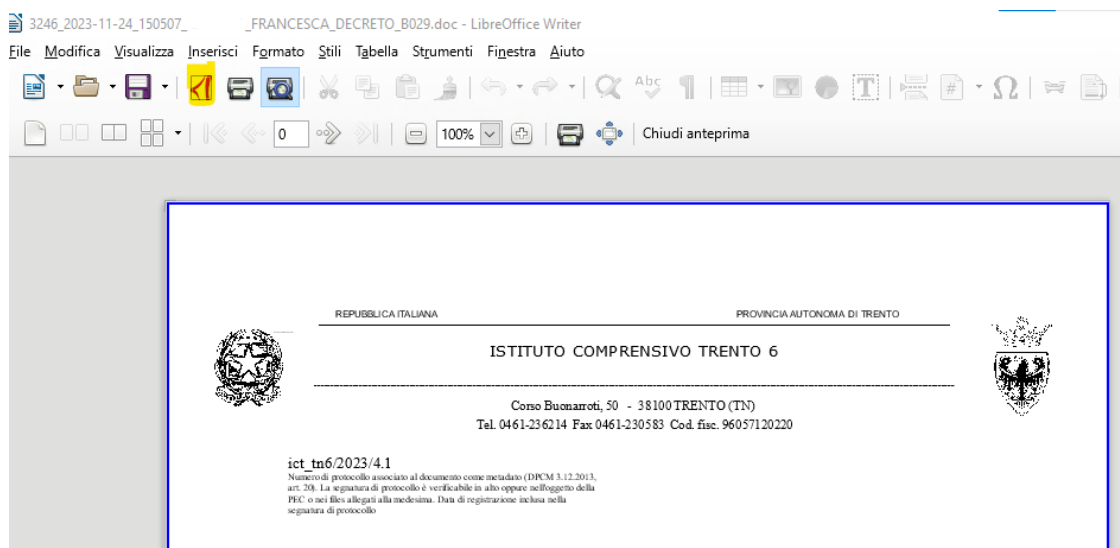 3246_2023-11-24_150507_ _FRANCESCA_DECRETO_B029.doc - LibreOffice Writer
File Modifica Visualizza Inserisci Formato Stili Tabella Strumenti Finestra Aiuto
Abc
0 100% Chiudi anteprima
REPUBBLICA ITALIANA PROVINCIA AUTONOMA DI TRENTO
ISTITUTO COMPRENSIVO TRENTO 6
Corso Buonarroti, 50 - 38100 TRENTO (TN)
Tel. 0461-236214 Fax 0461-230583 Cod. fisc. 96057120220
ict_tn6/2023/4.1
Numero di protocollo associato al documento come metadato (DPCM 3.12.2013,
art. 20). La segnatura di protocollo è verificabile in alto oppure nell'oggetto della
PEC o nei files allegati alla medesima. Data di registrazione inclusa nella
segnatura di protocollo